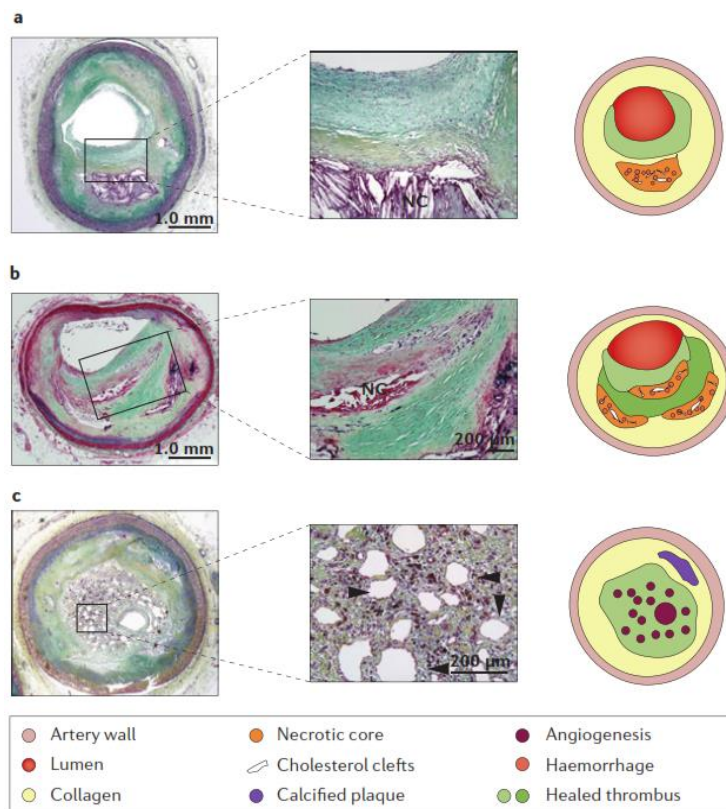 a
1.0 mm
NC
b
1.0 mm
NC
200 µm
c
200 µm
Artery wall
Necrotic core
Angiogenesis
Lumen
Cholesterol clefts
Haemorrhage
Collagen
Calcified plaque
Healed thrombus